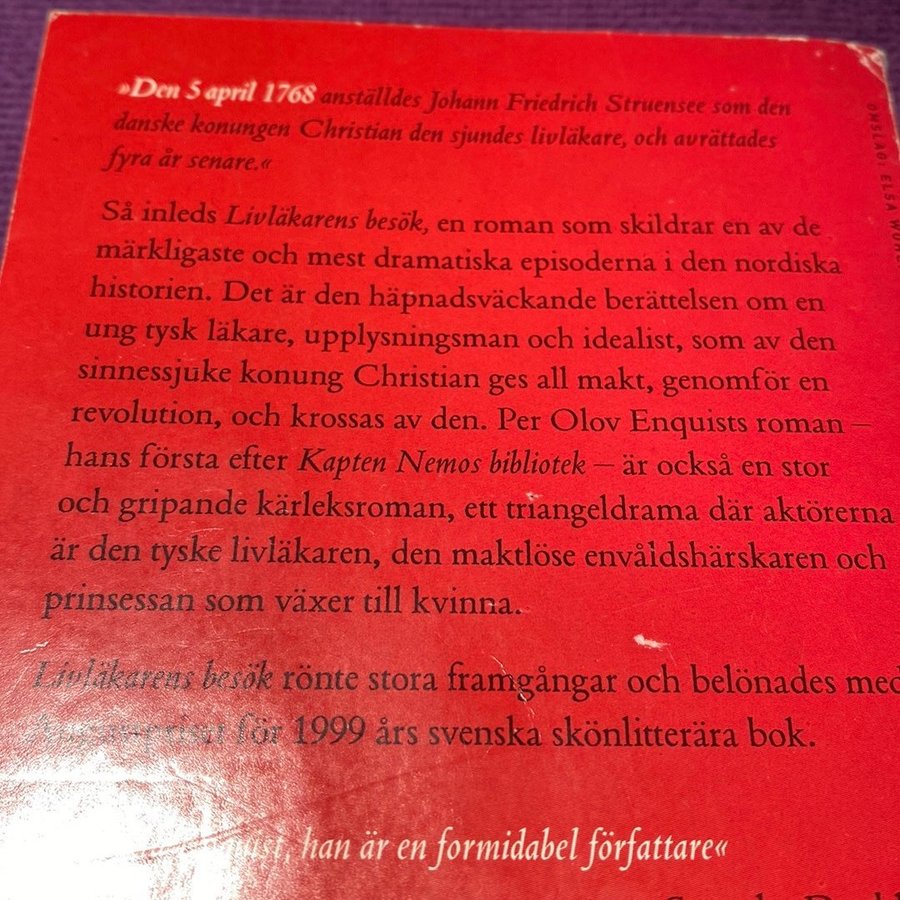 »Den 5 april 1768 anställdes Johann Friedrich Struensee som den
danske konungen Christian den sjundes livläkare, och avrättades
fyra år senare.«
Så inleds Livläkarens besök, en roman som skildrar en av de
märkligaste och mest dramatiska episoderna i den nordiska
historien. Det är den häpnadsväckande berättelsen om en
ung tysk läkare, upplysningsman och idealist, som av den
sinnessjuke konung Christian ges all makt, genomför en
revolution, och krossas av den. Per Olov Enquists roman –
hans första efter Kapten Nemos bibliotek – är också en stor
och gripande kärleksroman, ett triangeldrama där aktörerna
är den tyske livläkaren, den maktlöse envåldshärskaren och
prinsessan som växer till kvinna.
Livläkarens besök rönte stora framgångar och belönades med
Augustpriset för 1999 års svenska skönlitterära bok.
han är en formidabel författare«
OMSLAG: ELSA